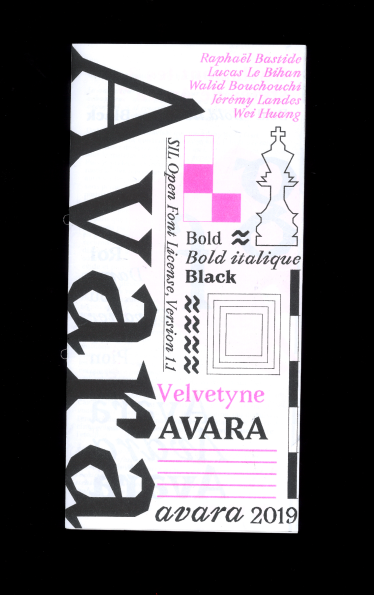 Avara
Raphaël Bastide
Lucas Le Bihan
Walid Bouchouchi
Jérémy Landes
Wei Huang
SIL Open Font License, Version 1.1
Bold
Bold italique
Black
Velvetyne
AVARA
avara 2019